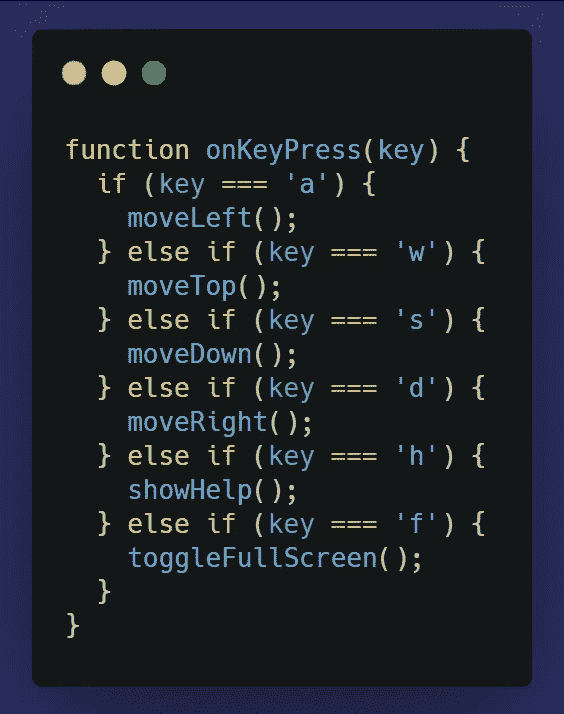 function onKeyPress(key) {
  if (key === 'a') {
    moveLeft();
  } else if (key === 'w') {
    moveTop();
  } else if (key === 's') {
    moveDown();
  } else if (key === 'd') {
    moveRight();
  } else if (key === 'h') {
    showHelp();
  } else if (key === 'f') {
    toggleFullScreen();
  }
}